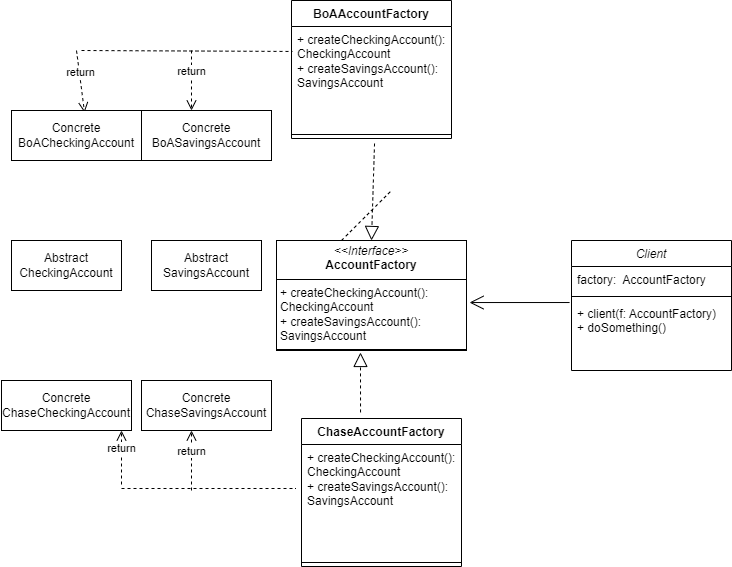 BoAAccountFactory
+ createCheckingAccount():
CheckingAccount
+ createSavingsAccount():
SavingsAccount
return
return
Concrete
BoACheckingAccount
Concrete
BoASavingsAccount
Abstract
CheckingAccount
Abstract
SavingsAccount
<<Interface>>
AccountFactory
+ createCheckingAccount():
CheckingAccount
+ createSavingsAccount():
SavingsAccount
Client
factory:  AccountFactory
+ client(f: AccountFactory)
+ doSomething()
Concrete
ChaseCheckingAccount
Concrete
ChaseSavingsAccount
return
return
ChaseAccountFactory
+ createCheckingAccount():
CheckingAccount
+ createSavingsAccount():
SavingsAccount